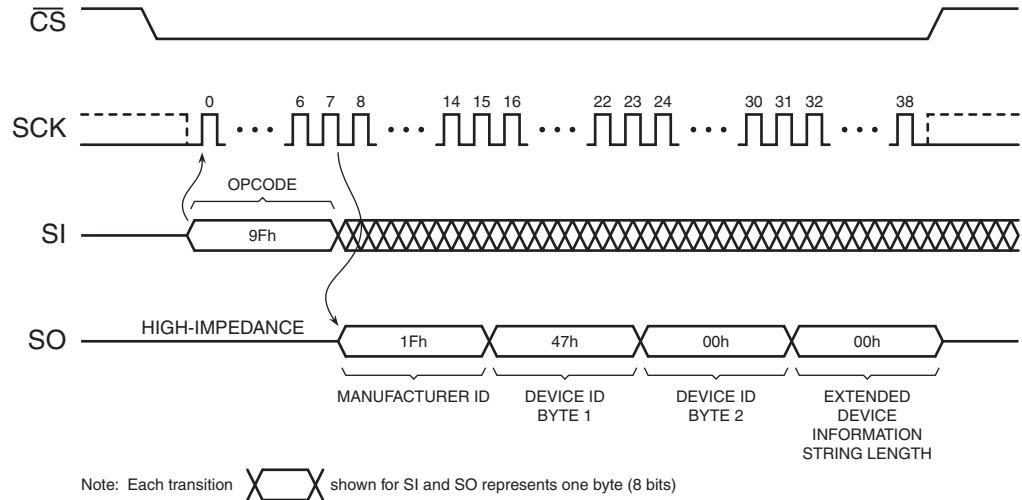 CS
0 6 7 8 14 15 16 22 23 24 30 31 32 38
SCK
OPCODE
SI
9Fh
HIGH-IMPEDANCE
SO
1Fh 47h 00h 00h
MANUFACTURER ID DEVICE ID DEVICE ID EXTENDED
BYTE 1 BYTE 2 DEVICE
INFORMATION
STRING LENGTH
Note: Each transition shown for SI and SO represents one byte (8 bits)